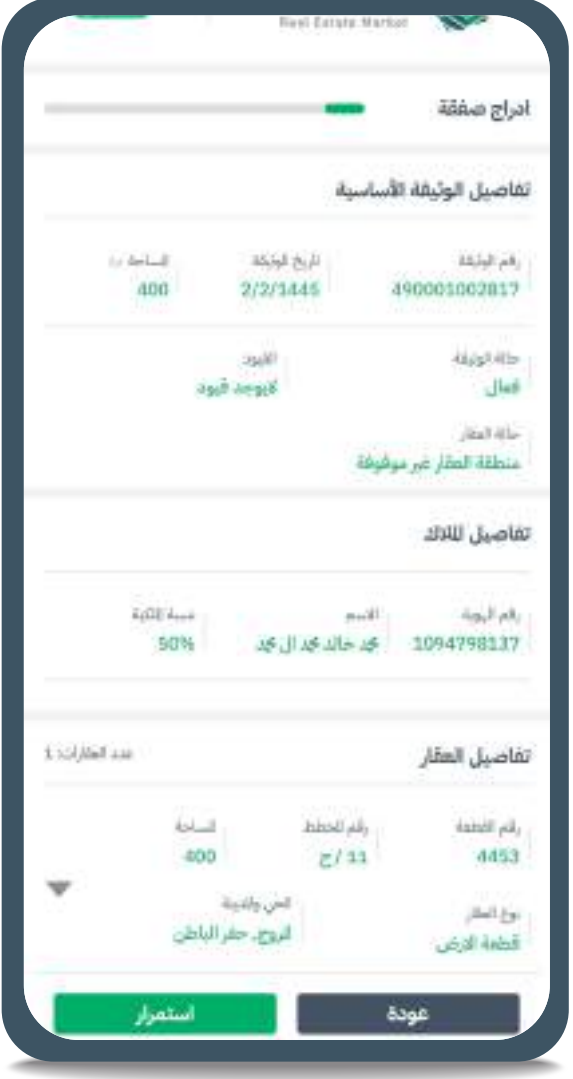 Real Estate Market
ادراج صفقة
تفاصيل الوثيقة الأساسية
رقم الوثيقة تاريخ الوثيقة المساحة
490001002817 2/2/1445 400
حالة الوثيقة القيود
فعال لايوجد قيود
حالة العقار
منطقة العقار غير موقوفة
تفاصيل الملاك
رقم الهوية الاسم نسبة الملكية
1094798137 محمد خالد محمد ال محمد 50%
تفاصيل العقار عدد العقارات: 1
رقم القطعة رقم المخطط المساحة
4453 11 / ح 400
نوع العقار الحي والمدينة
قطعة الارض المروج، حفر الباطن
عودة استمرار